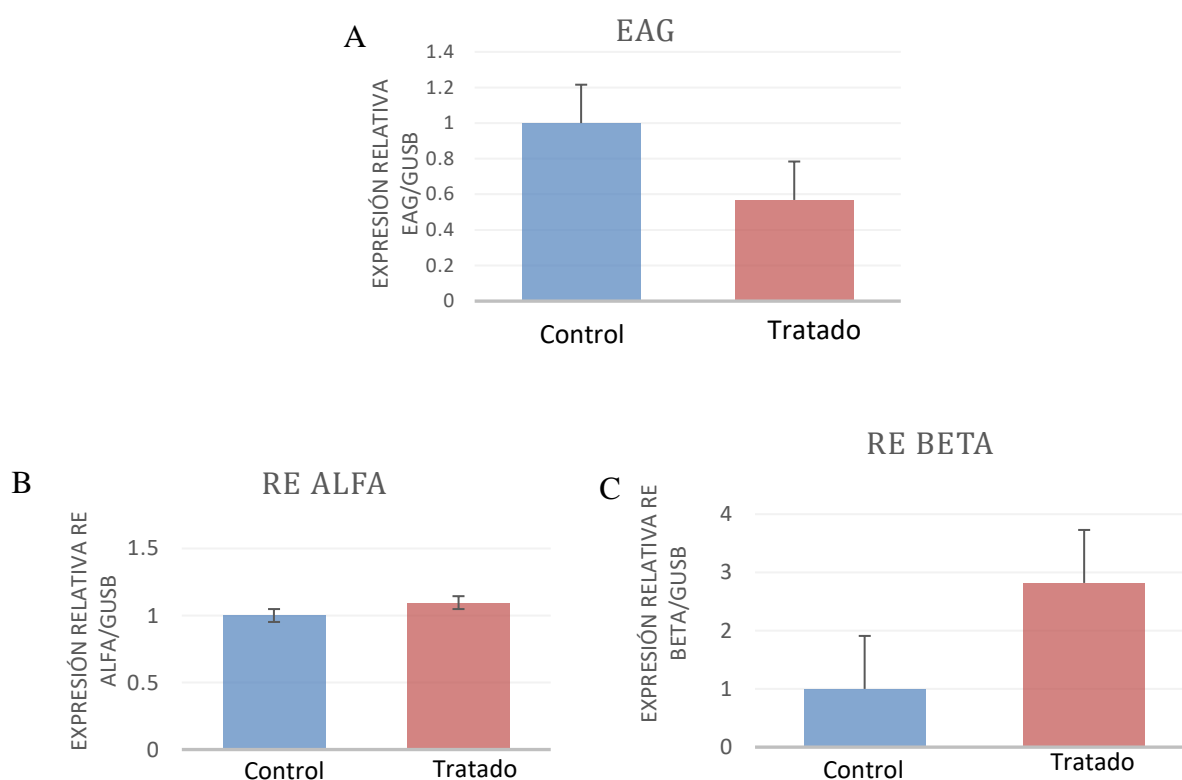 A
EAG
EXPRESIÓN RELATIVA
EAG/GUSB
1.4
1.2
1
0.8
0.6
0.4
0.2
0
Control
Tratado
B
RE ALFA
EXPRESIÓN RELATIVA RE
ALFA/GUSB
1.5
1
0.5
0
Control
Tratado
C
RE BETA
EXPRESIÓN RELATIVA RE
BETA/GUSB
4
3
2
1
0
Control
Tratado